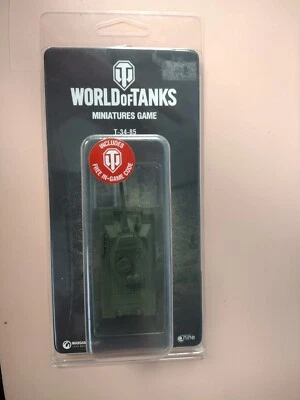 WORLD OF TANKS
MINIATURES GAME
T-34-85
INCLUDES
FREE IN-GAME CODE